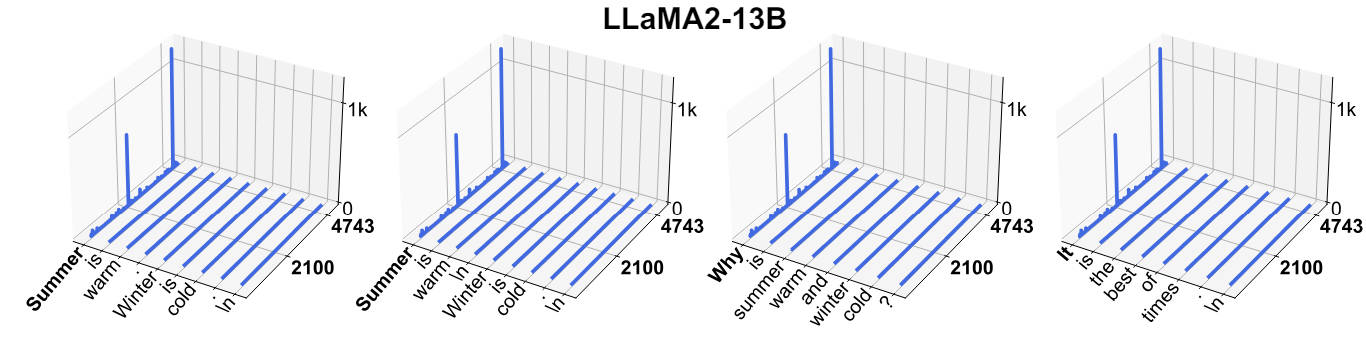 LLaMA2-13B
1k
0
4743
2100
Summer
is
warm
.
Winter
is
cold
.
\n
1k
0
4743
2100
Summer
is
warm
\n
Winter
is
cold
.
\n
1k
0
4743
2100
Why
is
summer
warm
and
winter
cold
?
1k
0
4743
2100
It
is
the
best
of
times
.
\n